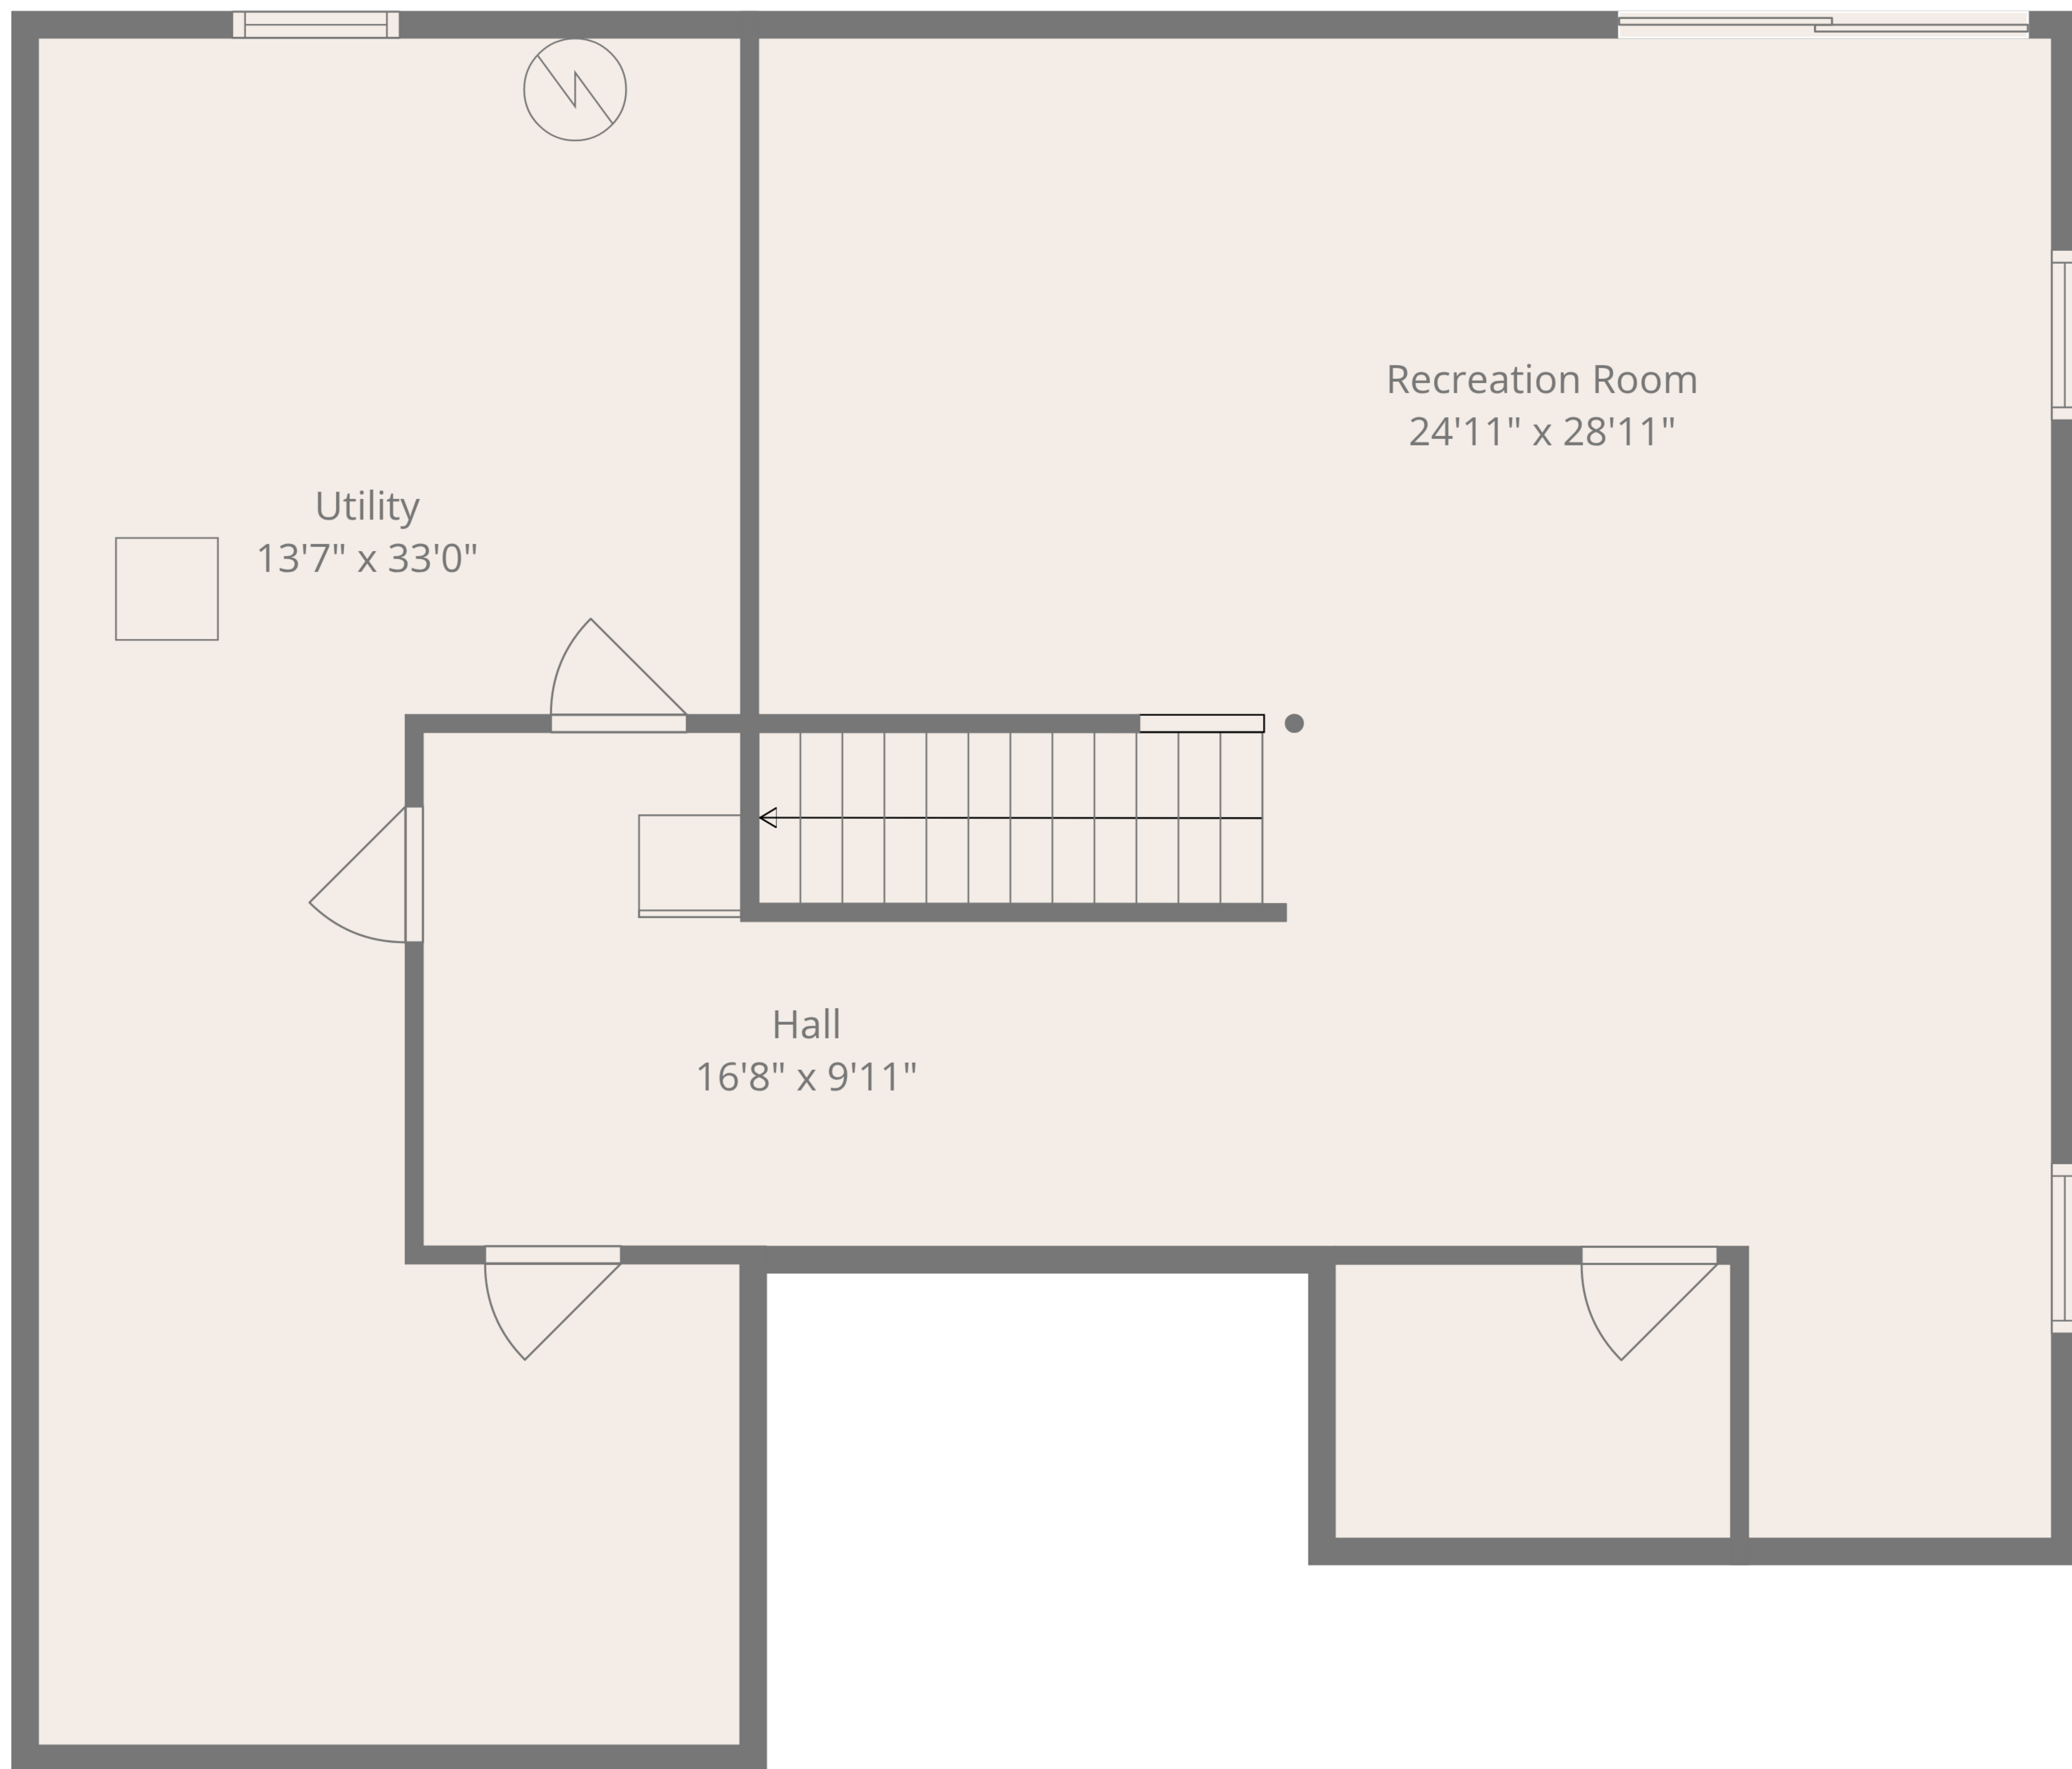 Recreation Room
24'11" x 28'11"
Utility
13'7" x 33'0"
Hall
16'8" x 9'11"